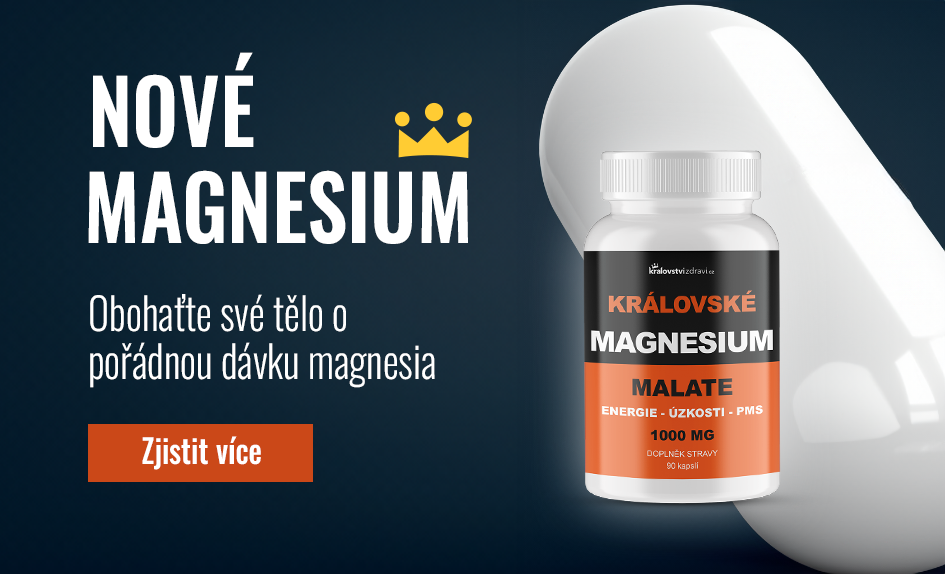 NOVÉ
MAGNESIUM
Obohaťte své tělo o
pořádnou dávku magnesia
Zjistit více
kralovstvizdravi.cz
KRÁLOVSKÉ
MAGNESIUM
MALATE
ENERGIE - ÚZKOSTI - PMS
1000 MG
DOPLNĚK STRAVY
90 kapslí